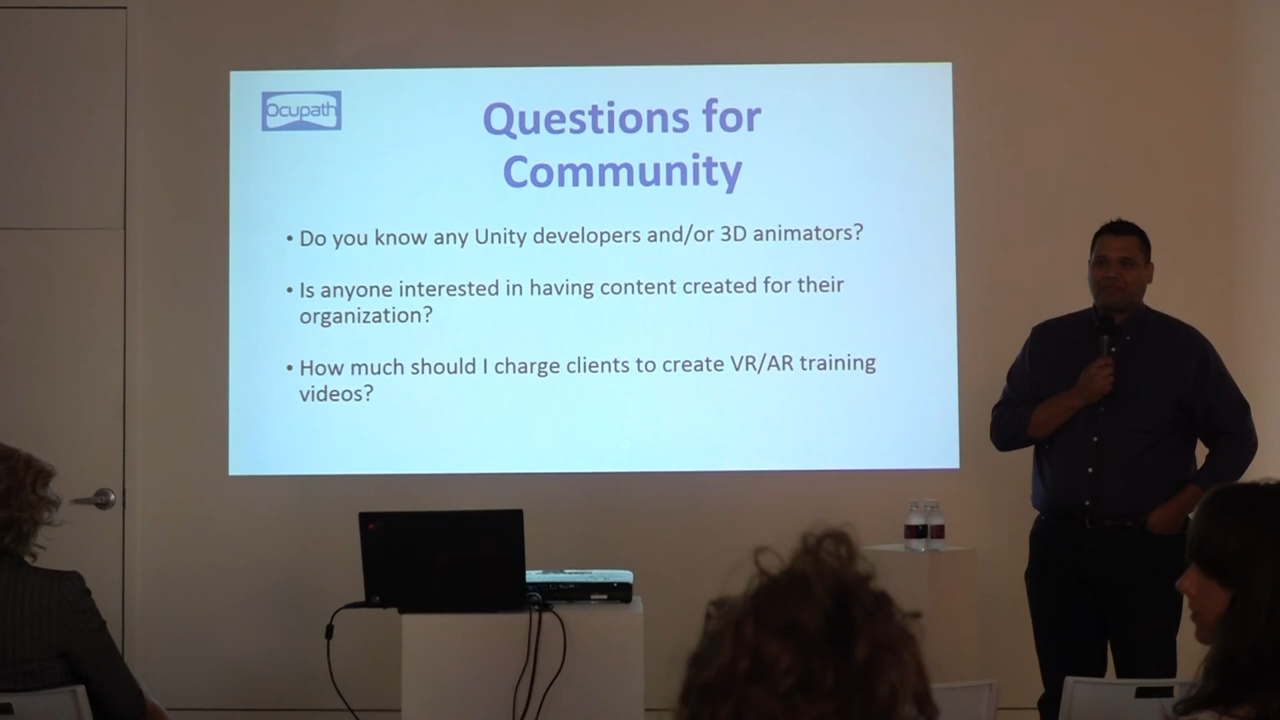 Ocupath
Questions for
Community
• Do you know any Unity developers and/or 3D animators?
• Is anyone interested in having content created for their
organization?
• How much should I charge clients to create VR/AR training
videos?